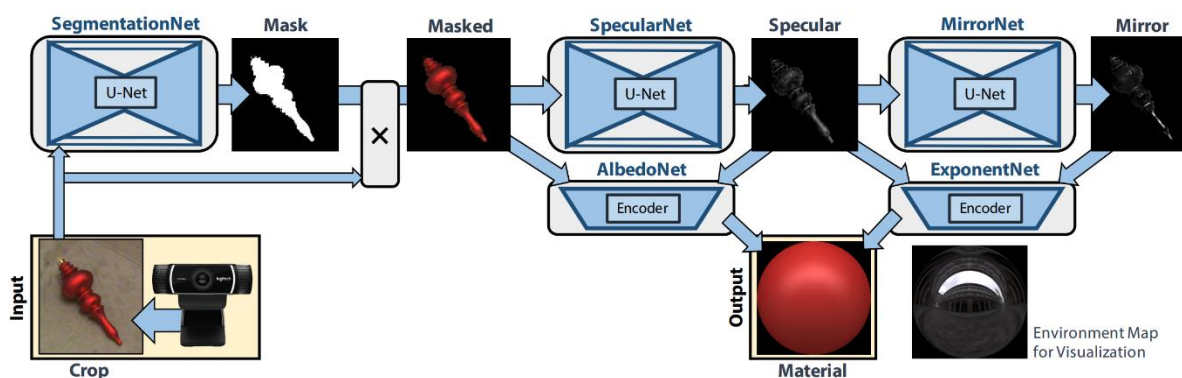 SegmentationNet
Mask
Masked
SpecularNet
Specular
MirrorNet
Mirror
U-Net
U-Net
U-Net
×
AlbedoNet
ExponentNet
Encoder
Encoder
Input
logitech
Output
Environment Map
for Visualization
Crop
Material